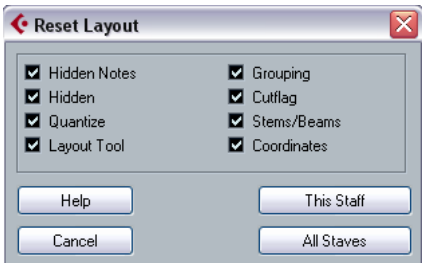 Reset Layout
Hidden Notes
Hidden
Quantize
Layout Tool
Grouping
Cutflag
Stems/Beams
Coordinates
Help
This Staff
Cancel
All Staves